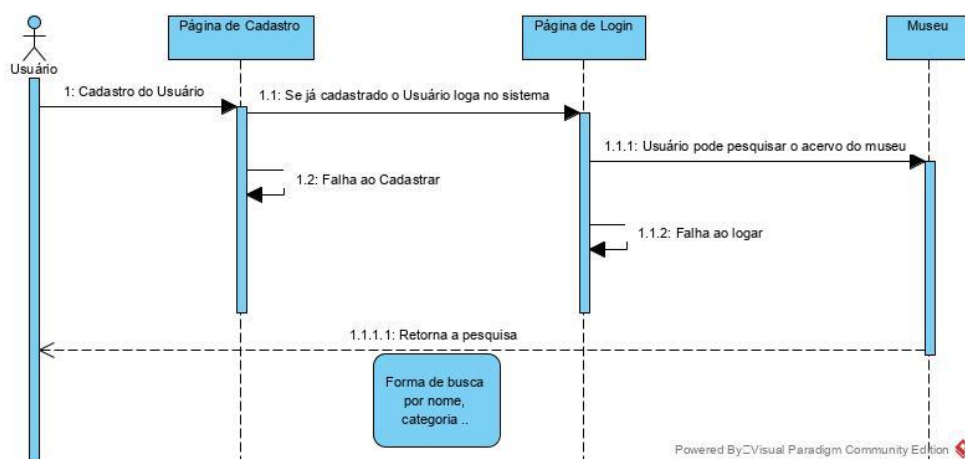 Página de Cadastro
Página de Login
Museu
Usuário
1: Cadastro do Usuário
1.1: Se já cadastrado o Usuário loga no sistema
1.1.1: Usuário pode pesquisar o acervo do museu
1.2: Falha ao Cadastrar
1.1.2: Falha ao logar
1.1.1.1: Retorna a pesquisa
Forma de busca
por nome,
categoria ..
Powered By Visual Paradigm Community Edition